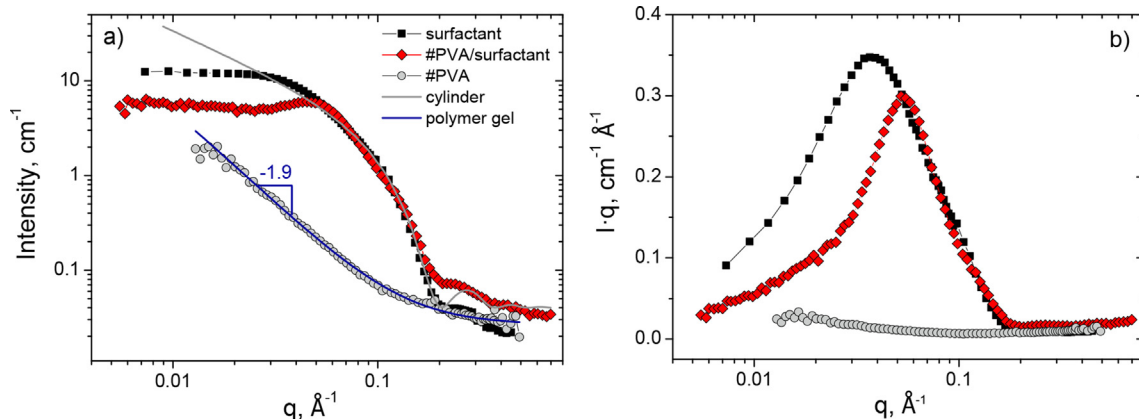 a)
surfactant
#PVA/surfactant
#PVA
cylinder
polymer gel
-1.9
10
1
0.1
0.01
0.1
Intensity, cm⁻¹
q, Å⁻¹
b)
0.4
0.3
0.2
0.1
0.0
0.01
0.1
I·q, cm⁻¹ Å⁻¹
q, Å⁻¹